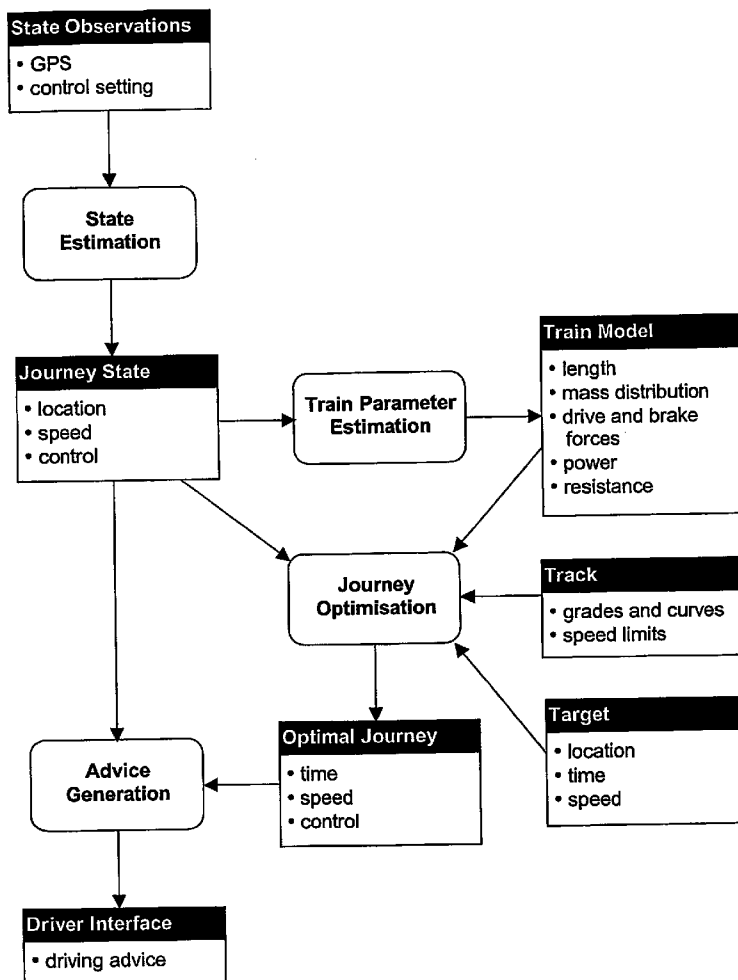 State Observations
• GPS
• control setting
State
Estimation
Journey State
• location
• speed
• control
Train Parameter
Estimation
Train Model
• length
• mass distribution
• drive and brake
forces
• power
• resistance
Journey
Optimisation
Track
• grades and curves
• speed limits
Target
• location
• time
• speed
Optimal Journey
• time
• speed
• control
Advice
Generation
Driver Interface
• driving advice